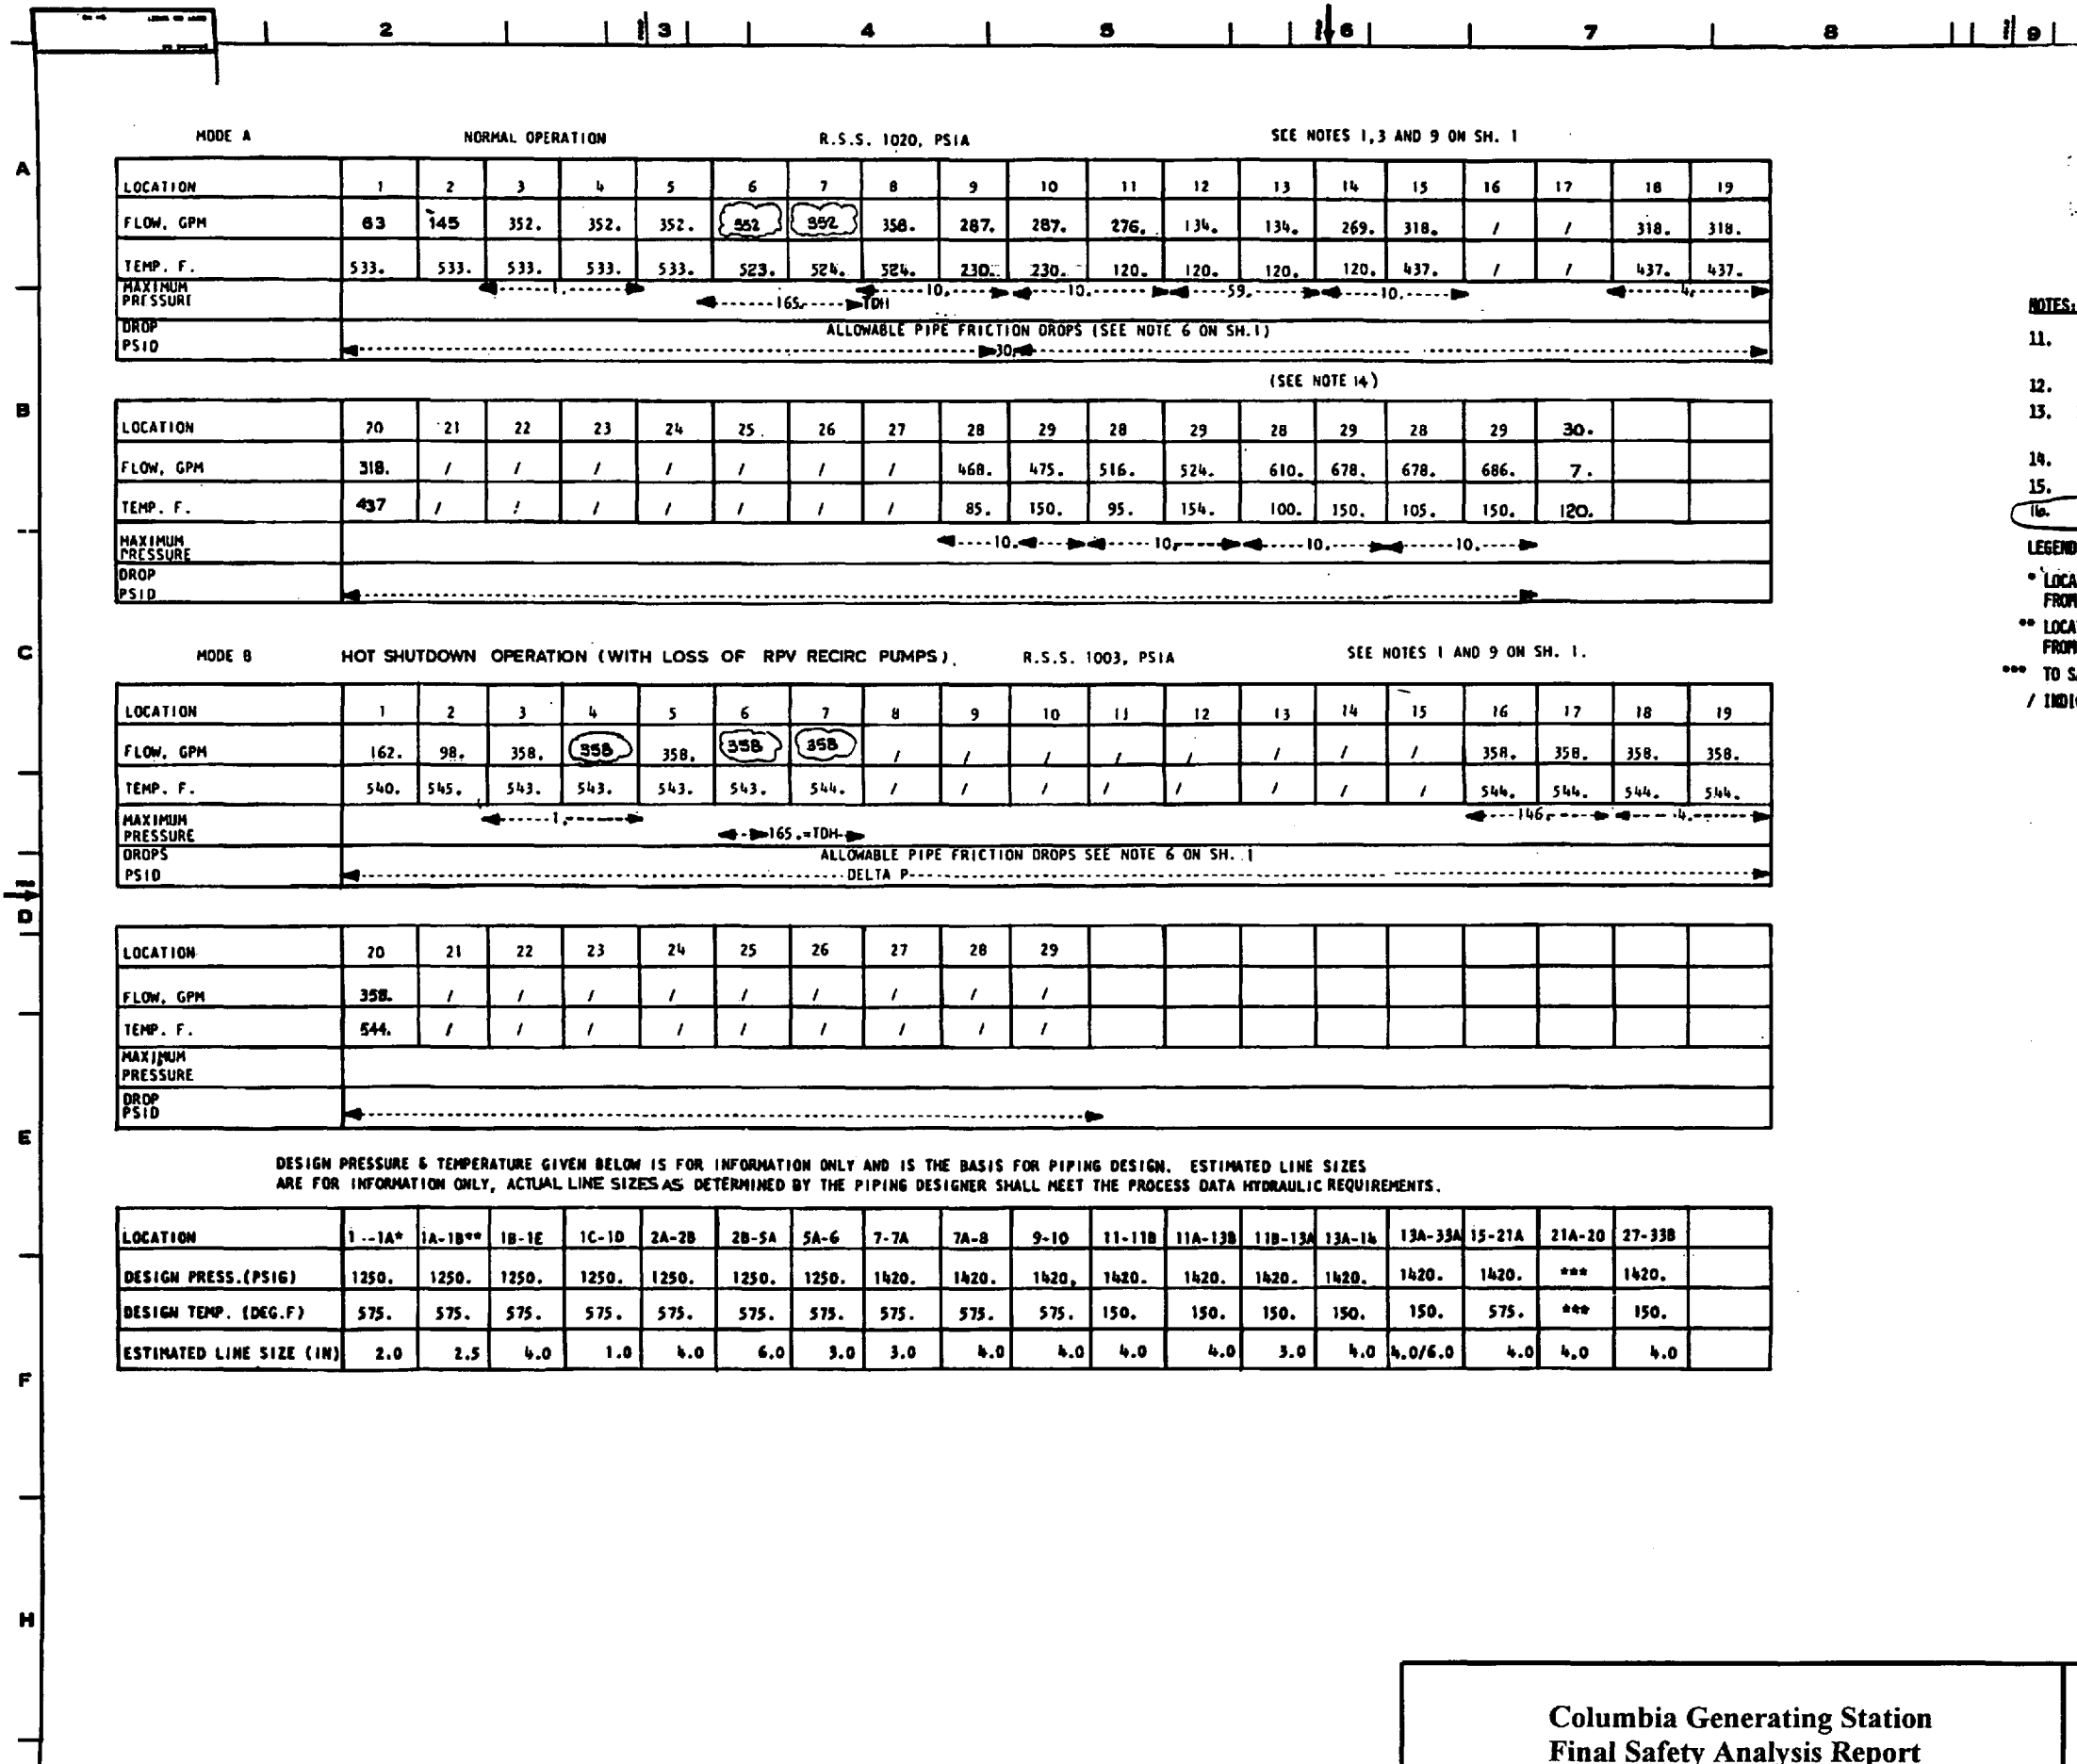 2 3 4 5 6 7 8 9
A
MODE A NORMAL OPERATION R.S.S. 1020, PSIA SEE NOTES 1,3 AND 9 ON SH. 1
LOCATION 1 2 3 4 5 6 7 8 9 10 11 12 13 14 15 16 17 18 19
FLOW, GPM 63 145 352. 352. 352. 352 352 358. 287. 287. 276. 134. 134. 269. 318. / / 318. 318.
TEMP. F. 533. 533. 533. 533. 533. 523. 524. 524. 230. 230. 120. 120. 120. 120. 437. / / 437. 437.
MAXIMUM
PRESSURE 1. 165. TDH 10. 10. 59. 10. 4.
DROP ALLOWABLE PIPE FRICTION DROPS (SEE NOTE 6 ON SH.1)
PSID 30.
B
(SEE NOTE 14)
LOCATION 20 21 22 23 24 25. 26 27 28 29 28 29 28 29 28 29 30.
FLOW, GPM 318. / / / / / / / 468. 475. 516. 524. 610. 678. 678. 686. 7.
TEMP. F. 437 / / / / / / / 85. 150. 95. 154. 100. 150. 105. 150. 120.
MAXIMUM
PRESSURE 10. 10. 10. 10.
DROP
PSID
C
MODE B HOT SHUTDOWN OPERATION (WITH LOSS OF RPV RECIRC PUMPS). R.S.S. 1003, PSIA SEE NOTES 1 AND 9 ON SH. 1.
LOCATION 1 2 3 4 5 6 7 8 9 10 11 12 13 14 15 16 17 18 19
FLOW, GPM 162. 98. 358. 358 358. 358 358 / / / / / / / / 358. 358. 358. 358.
TEMP. F. 540. 545. 543. 543. 543. 543. 544. / / / / / / / / 544. 544. 544. 544.
MAXIMUM
PRESSURE 1. 165.=TDH 146. 4.
DROPS ALLOWABLE PIPE FRICTION DROPS SEE NOTE 6 ON SH. 1
PSID DELTA P
D
LOCATION 20 21 22 23 24 25 26 27 28 29
FLOW, GPM 358. / / / / / / / / /
TEMP. F. 544. / / / / / / / / /
MAXIMUM
PRESSURE
DROP
PSID
E
DESIGN PRESSURE & TEMPERATURE GIVEN BELOW IS FOR INFORMATION ONLY AND IS THE BASIS FOR PIPING DESIGN. ESTIMATED LINE SIZES
ARE FOR INFORMATION ONLY, ACTUAL LINE SIZES AS DETERMINED BY THE PIPING DESIGNER SHALL MEET THE PROCESS DATA HYDRAULIC REQUIREMENTS.
LOCATION 1--1A* 1A-1B** 1B-1E 1C-1D 2A-2B 2B-5A 5A-6 7-7A 7A-8 9-10 11-11B 11A-13B 11B-13A 13A-14 13A-33A 15-21A 21A-20 27-33B
DESIGN PRESS.(PSIG) 1250. 1250. 1250. 1250. 1250. 1250. 1250. 1420. 1420. 1420. 1420. 1420. 1420. 1420. 1420. 1420. *** 1420.
DESIGN TEMP. (DEG.F) 575. 575. 575. 575. 575. 575. 575. 575. 575. 575. 150. 150. 150. 150. 150. 575. *** 150.
ESTIMATED LINE SIZE (IN) 2.0 2.5 4.0 1.0 4.0 6.0 3.0 3.0 4.0 4.0 4.0 4.0 3.0 4.0 4.0/6.0 4.0 4.0 4.0
F
H
NOTES:
11.
12.
13.
14.
15.
16.
LEGEND
* LOCA
FROM
** LOCA
FROM
*** TO SA
/ INDI
Columbia Generating Station
Final Safety Analysis Report